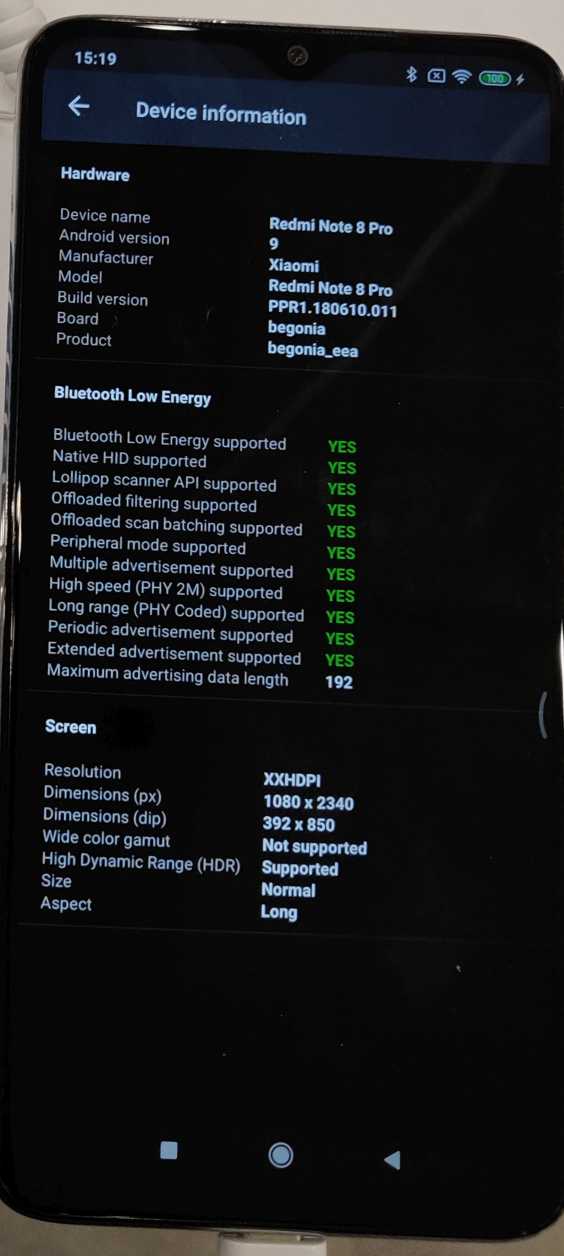 15:19
100
Device information
Hardware
Device name Redmi Note 8 Pro
Android version 9
Manufacturer Xiaomi
Model Redmi Note 8 Pro
Build version PPR1.180610.011
Board begonia
Product begonia_eea
Bluetooth Low Energy
Bluetooth Low Energy supported YES
Native HID supported YES
Lollipop scanner API supported YES
Offloaded filtering supported YES
Offloaded scan batching supported YES
Peripheral mode supported YES
Multiple advertisement supported YES
High speed (PHY 2M) supported YES
Long range (PHY Coded) supported YES
Periodic advertisement supported YES
Extended advertisement supported YES
Maximum advertising data length 192
Screen
Resolution XXHDPI
Dimensions (px) 1080 x 2340
Dimensions (dip) 392 x 850
Wide color gamut Not supported
High Dynamic Range (HDR) Supported
Size Normal
Aspect Long